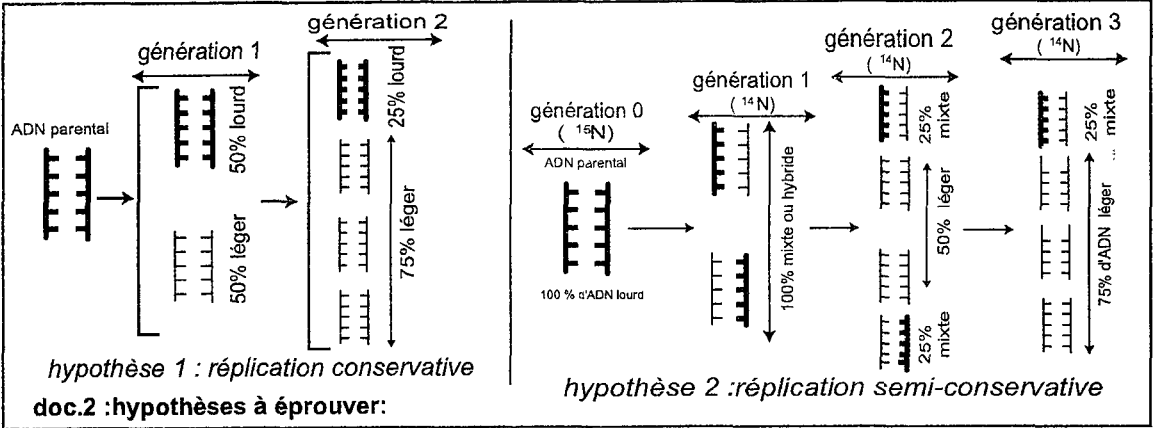 génération 1
ADN parental
50% lourd
50% léger
génération 2
25% lourd
75% léger
hypothèse 1 : réplication conservative
doc.2 :hypothèses à éprouver:
génération 0
( ¹⁵N)
ADN parental
100 % d'ADN lourd
génération 1
( ¹⁴N)
100% mixte ou hybride
génération 2
( ¹⁴N)
25%
mixte
50% léger
25%
mixte
génération 3
( ¹⁴N)
25%
mixte
...
75% d'ADN léger
hypothèse 2 :réplication semi-conservative